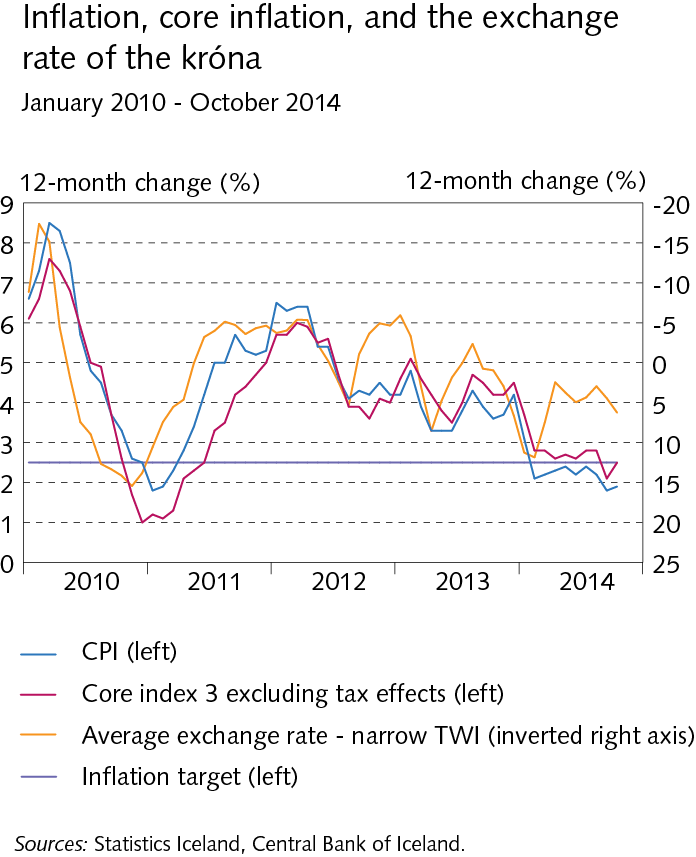 Inflation, core inflation, and the exchange
rate of the króna
January 2010 - October 2014
12-month change (%) 12-month change (%)
9 -20
8 -15
7 -10
6 -5
5 0
4 5
3 10
2 15
1 20
0 25
2010 2011 2012 2013 2014
CPI (left)
Core index 3 excluding tax effects (left)
Average exchange rate - narrow TWI (inverted right axis)
Inflation target (left)
Sources: Statistics Iceland, Central Bank of Iceland.